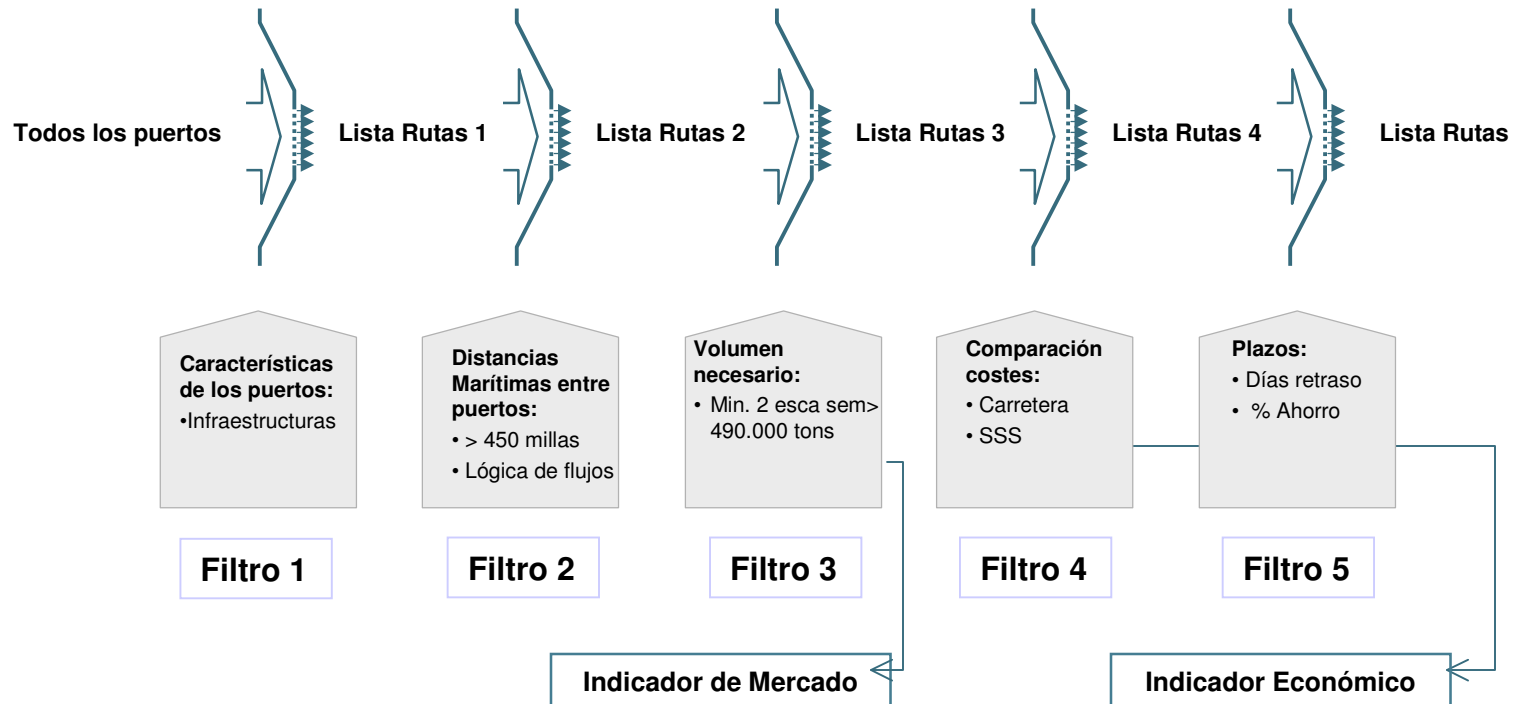 Todos los puertos
Lista Rutas 1
Lista Rutas 2
Lista Rutas 3
Lista Rutas 4
Lista Rutas
Características
de los puertos:
•Infraestructuras
Distancias
Marítimas entre
puertos:
• > 450 millas
• Lógica de flujos
Volumen
necesario:
• Min. 2 esca sem>
490.000 tons
Comparación
costes:
• Carretera
• SSS
Plazos:
• Días retraso
• % Ahorro
Filtro 1
Filtro 2
Filtro 3
Filtro 4
Filtro 5
Indicador de Mercado
Indicador Económico